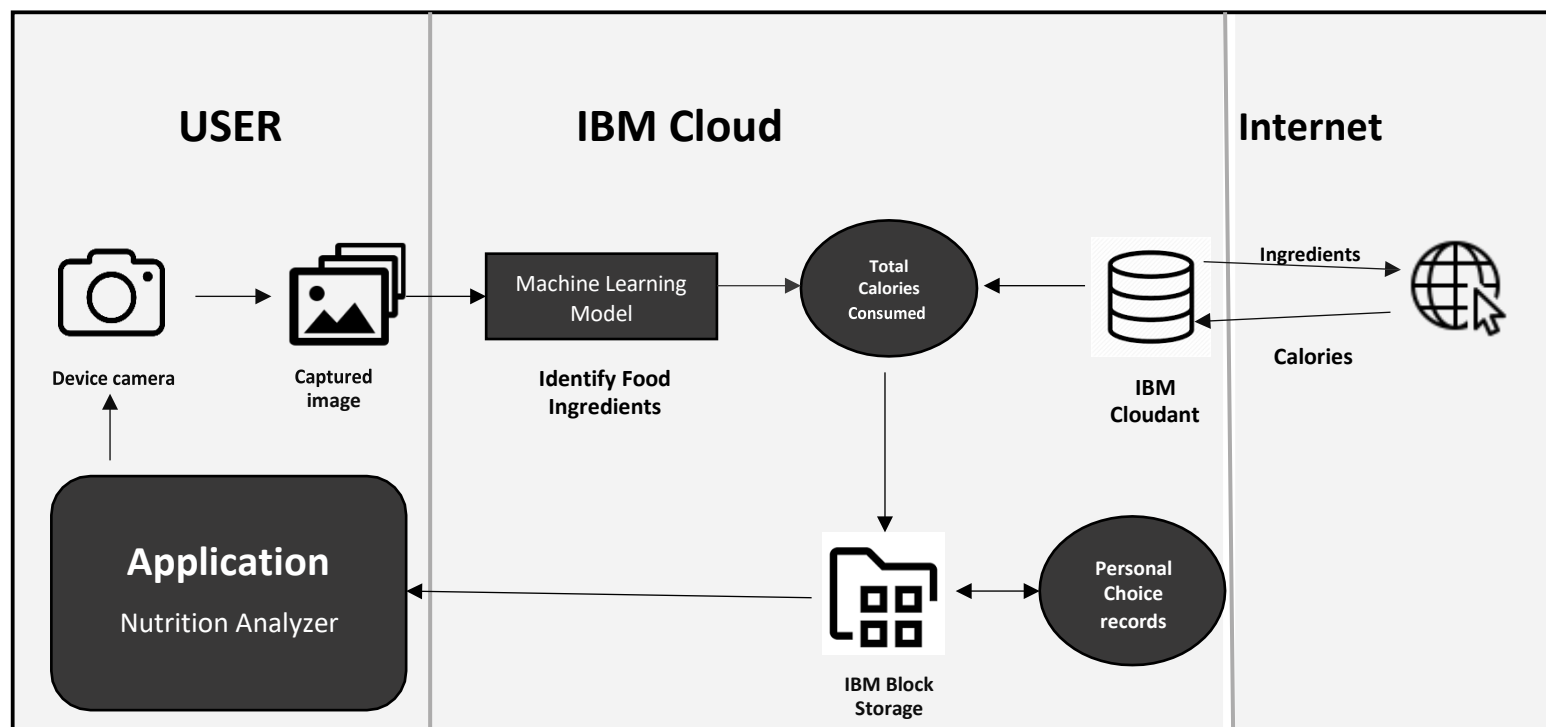 USER
IBM Cloud
Internet
Device camera
Captured
image
Machine Learning
Model
Identify Food
Ingredients
Total
Calories
Consumed
IBM
Cloudant
Ingredients
Calories
Application
Nutrition Analyzer
IBM Block
Storage
Personal
Choice
records